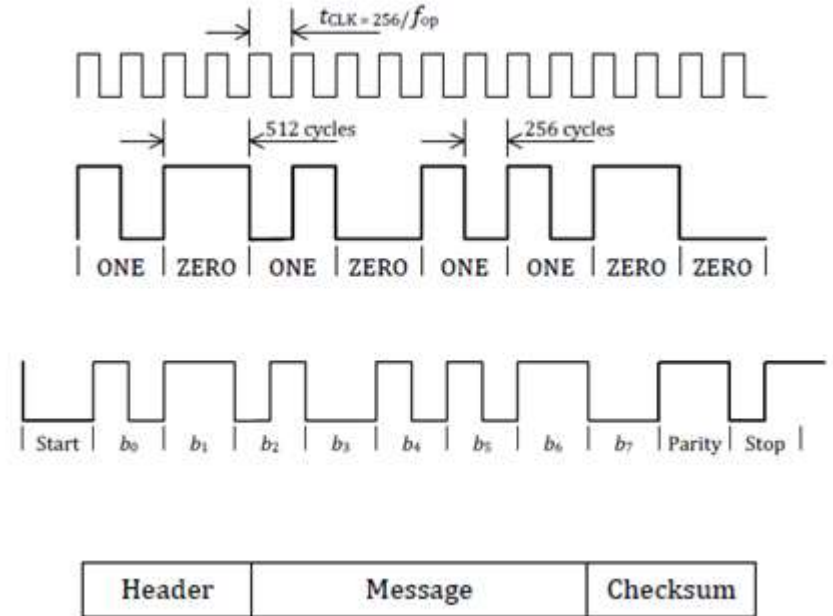 tCLK = 256/fop
512 cycles 256 cycles
ONE ZERO ONE ZERO ONE ONE ZERO ZERO
Start b0 b1 b2 b3 b4 b5 b6 b7 Parity Stop
Header Message Checksum